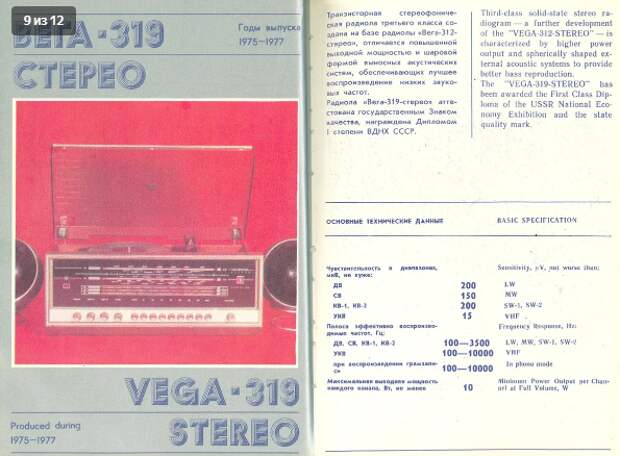 9 из 12
ВЕГА-319
СТЕРЕО
Годы выпуска
1975—1977
VEGA-319
STEREO
Produced during
1975—1977
Транзисторная стереофониче-
ская радиола третьего класса со-
здана на базе радиолы «Вега-312-
стерео», отличается повышенной
выходной мощностью и шаровой
формой выносных акустических
систем, обеспечивающих лучшее
воспроизведение низких звуко-
вых частот.
Радиола «Вега-319-стерео» атте-
стована государственным Знаком
качества, награждена Дипломом
I степени ВДНХ СССР.
Third-class solid-state stereo ra-
diogram — a further development
of the "VEGA-312-STEREO" — is
characterized by higher power
output and spherically shaped ex-
ternal acoustic systems to provide
better bass reproduction.
The "VEGA-319-STEREO" has
been awarded the First Class Dip-
loma of the USSR National Eco-
nomy Exhibition and the state
quality mark.
ОСНОВНЫЕ ТЕХНИЧЕСКИЕ ДАННЫЕ BASIC SPECIFICATION
Чувствительность в диапазоне, Sensitivity, μV, not worse than:
мкВ, не хуже:
ДВ 200 LW
СВ 150 MW
КВ-1, КВ-2 200 SW-1, SW-2
УКВ 15 VHF
Полоса эффективно воспроизво- Frequency Response, Hz:
димых частот, Гц:
ДВ, СВ, КВ-1, КВ-2 100—3500 LW, MW, SW-1, SW-2
УКВ 100—10000 VHF
при воспроизведении грамзапи- In phono mode
си 100—10000
Максимальная выходная мощность Minimum Power Output per Chan-
каждого канала, Вт, не менее 10 nel at Full Volume, W